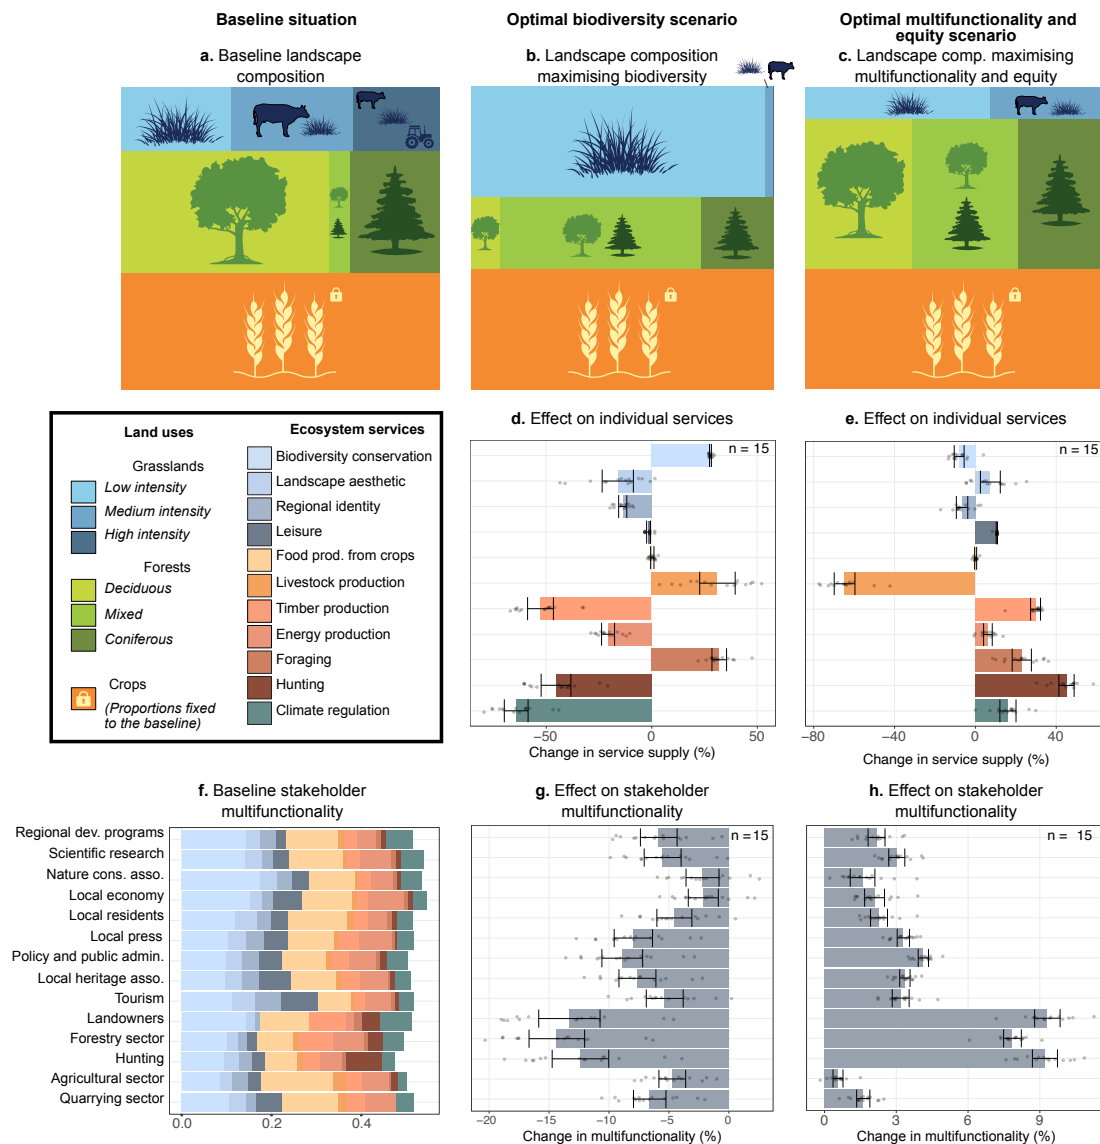 Baseline situation
Optimal biodiversity scenario
Optimal multifunctionality and
equity scenario
a. Baseline landscape
composition
b. Landscape composition
maximising biodiversity
c. Landscape comp. maximising
multifunctionality and equity
Land uses
Grasslands
Low intensity
Medium intensity
High intensity
Forests
Deciduous
Mixed
Coniferous
Crops
(Proportions fixed
to the baseline)
Ecosystem services
Biodiversity conservation
Landscape aesthetic
Regional identity
Leisure
Food prod. from crops
Livestock production
Timber production
Energy production
Foraging
Hunting
Climate regulation
d. Effect on individual services
n = 15
−50 0 50
Change in service supply (%)
e. Effect on individual services
n = 15
−80 −40 0 40
Change in service supply (%)
f. Baseline stakeholder
multifunctionality
Regional dev. programs
Scientific research
Nature cons. asso.
Local economy
Local residents
Local press
Policy and public admin.
Local heritage asso.
Tourism
Landowners
Forestry sector
Hunting
Agricultural sector
Quarrying sector
0.0 0.4
g. Effect on stakeholder
multifunctionality
n = 15
−20 −15 −10 −5 0
Change in multifunctionality (%)
h. Effect on stakeholder
multifunctionality
n = 15
0 3 6 9
Change in multifunctionality (%)